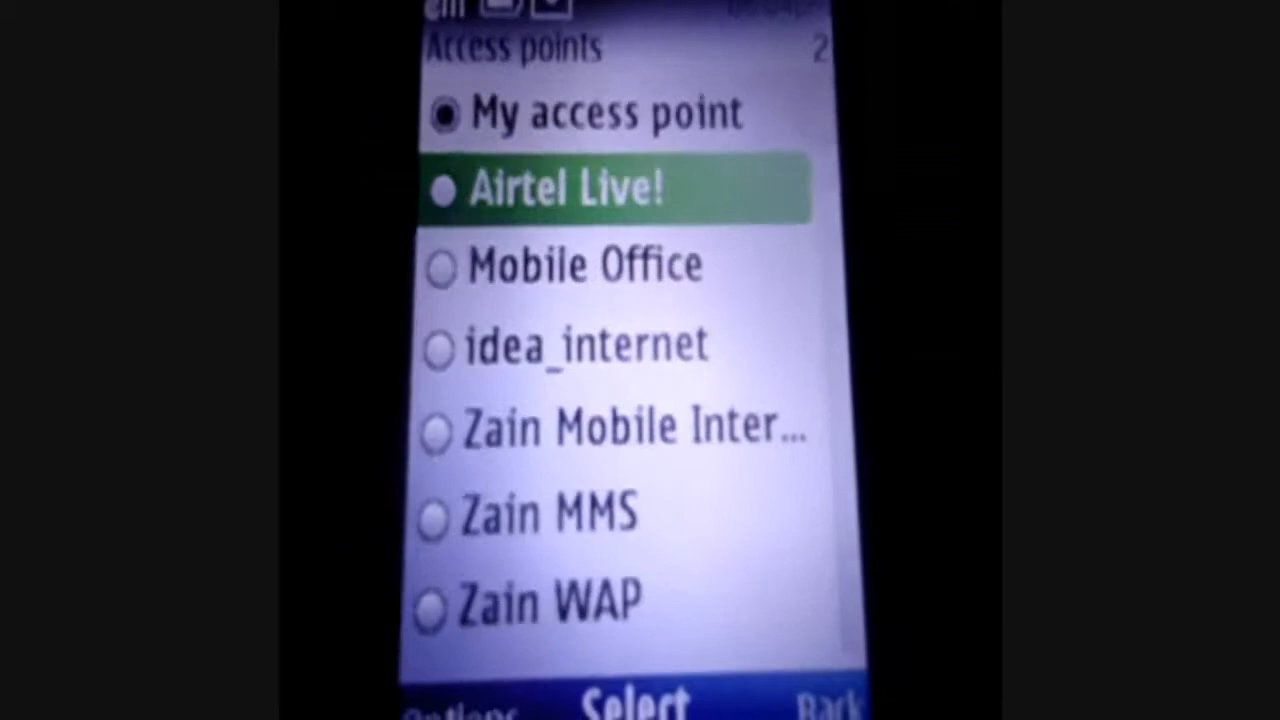 Access points 2
My access point
Airtel Live!
Mobile Office
idea_internet
Zain Mobile Inter...
Zain MMS
Zain WAP
Options Select Back